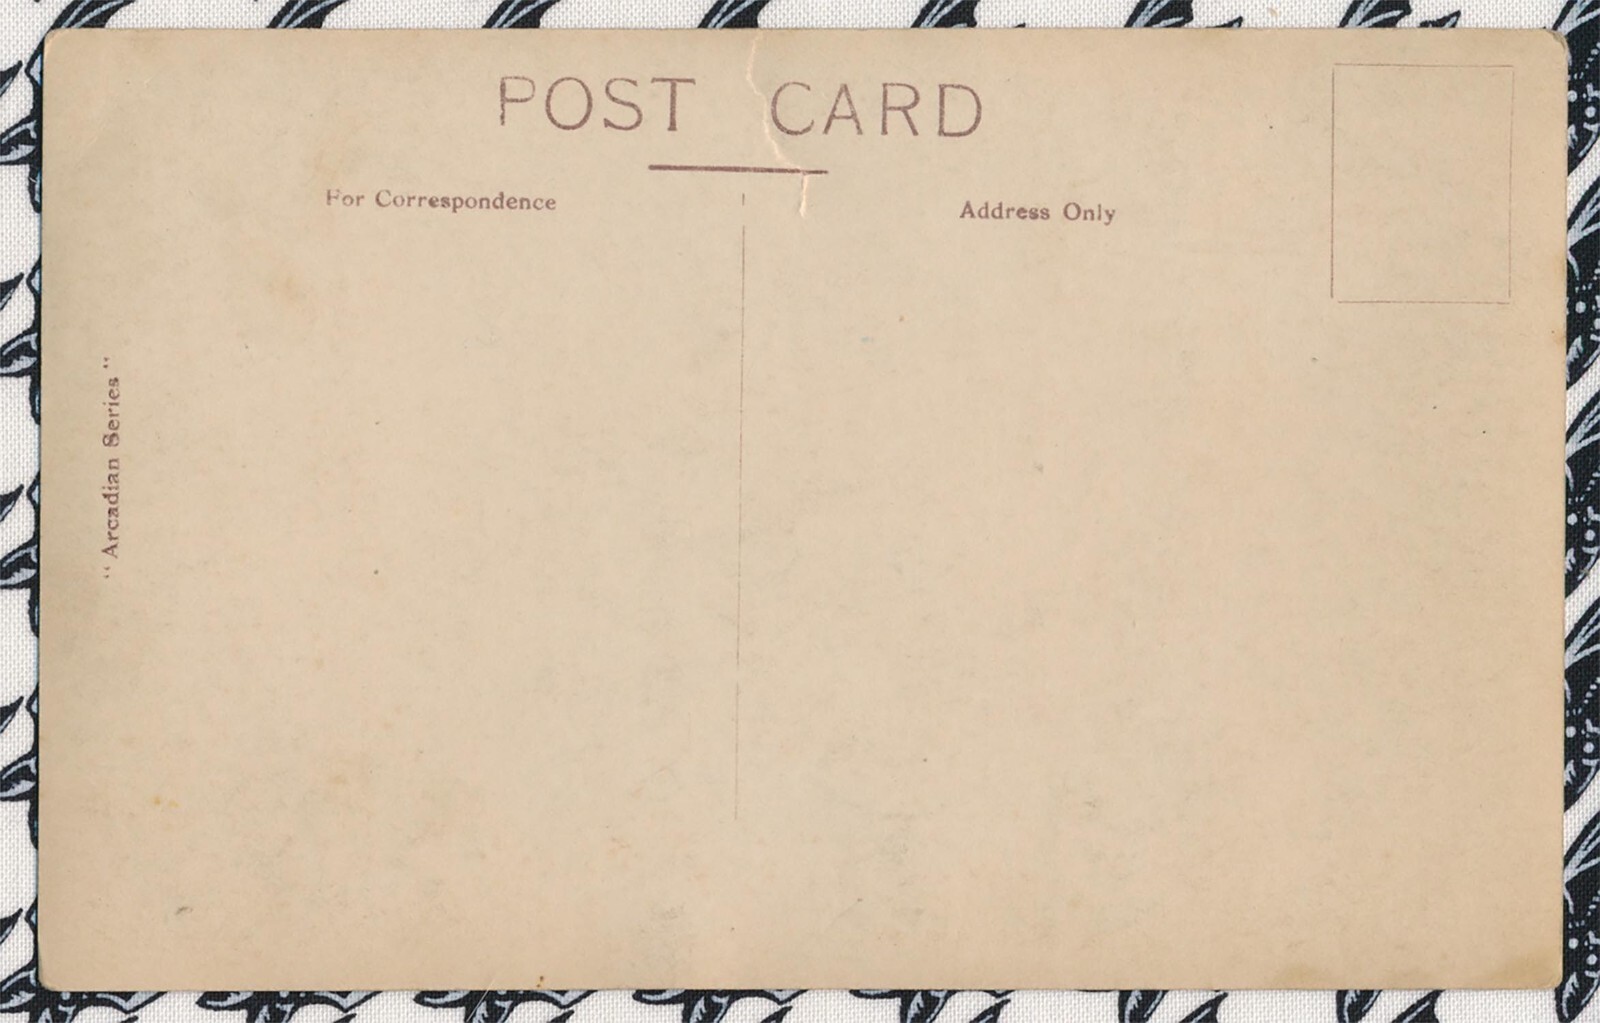 POST CARD
For Correspondence
Address Only
"Arcadian Series"